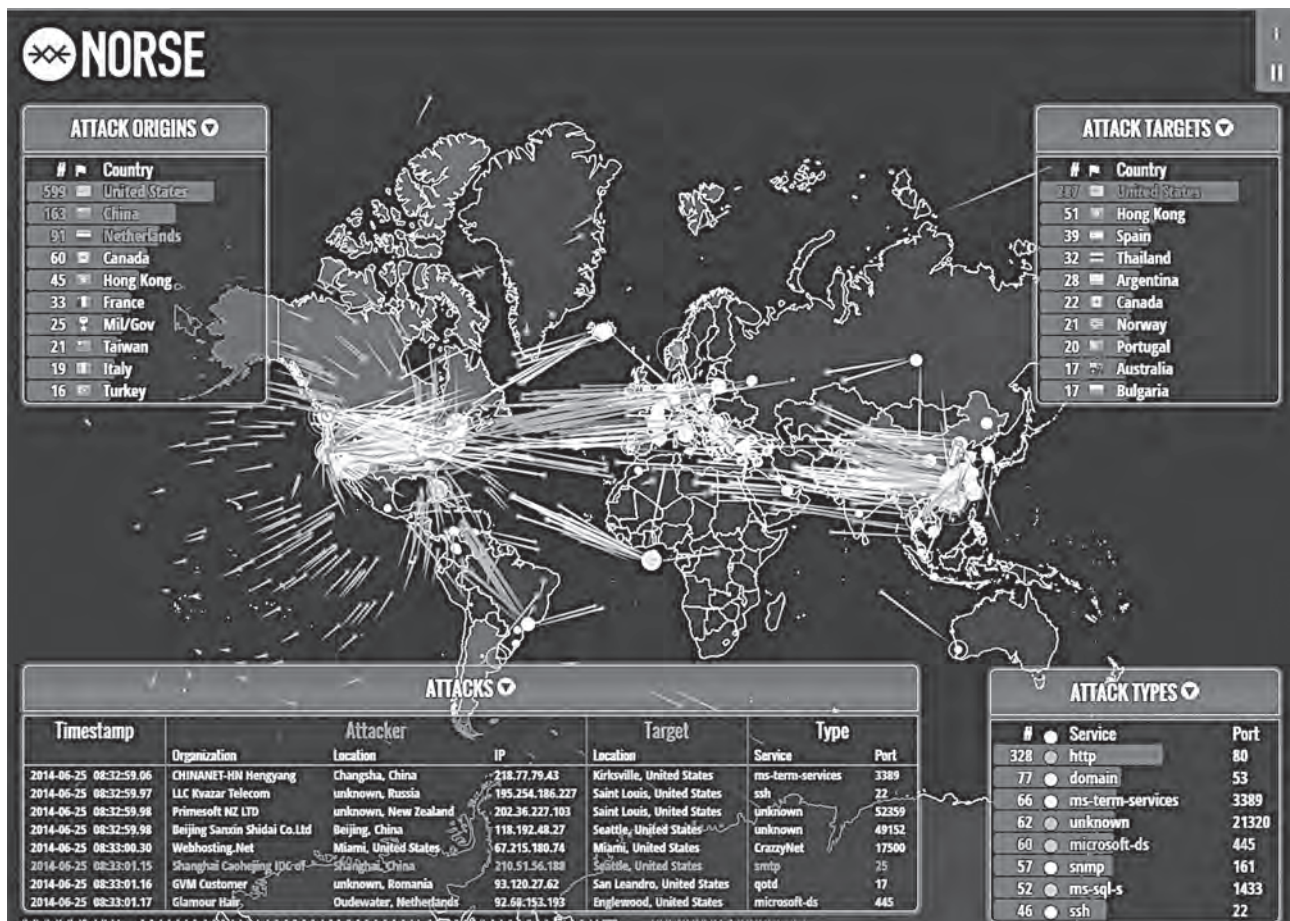 NORSE
i
ATTACK ORIGINS
# Country
599 United States
163 China
91 Netherlands
60 Canada
45 Hong Kong
33 France
25 Mil/Gov
21 Taiwan
19 Italy
16 Turkey
ATTACK TARGETS
# Country
United States
51 Hong Kong
39 Spain
32 Thailand
28 Argentina
22 Canada
21 Norway
20 Portugal
17 Australia
17 Bulgaria
ATTACKS
Timestamp Attacker Target Type
Organization Location IP Location Service Port
2014-06-25 08:32:59.06 CHINANET-HN Hengyang Changsha, China 218.77.79.43 Kirksville, United States ms-term-services 3389
2014-06-25 08:32:59.97 LLC Kvazar Telecom unknown, Russia 195.254.186.227 Saint Louis, United States ssh 22
2014-06-25 08:32:59.98 Primesoft NZ LTD unknown, New Zealand 202.36.227.103 Saint Louis, United States unknown 52359
2014-06-25 08:32:59.98 Beijing Sanxin Shidai Co.Ltd Beijing, China 118.192.48.27 Seattle, United States unknown 49152
2014-06-25 08:33:00.30 Webhosting.Net Miami, United States 67.215.180.74 Miami, United States CrazzyNet 17500
2014-06-25 08:33:01.15 Shanghai Caohejing IDC of Shanghai, China 210.51.56.188 Seattle, United States smtp 25
2014-06-25 08:33:01.16 GVM Customer unknown, Romania 93.120.27.62 San Leandro, United States qotd 17
2014-06-25 08:33:01.17 Glamour Hair Oudewater, Netherlands 92.68.153.193 Englewood, United States microsoft-ds 445
ATTACK TYPES
# Service Port
328 http 80
77 domain 53
66 ms-term-services 3389
62 unknown 21320
60 microsoft-ds 445
57 snmp 161
52 ms-sql-s 1433
46 ssh 22